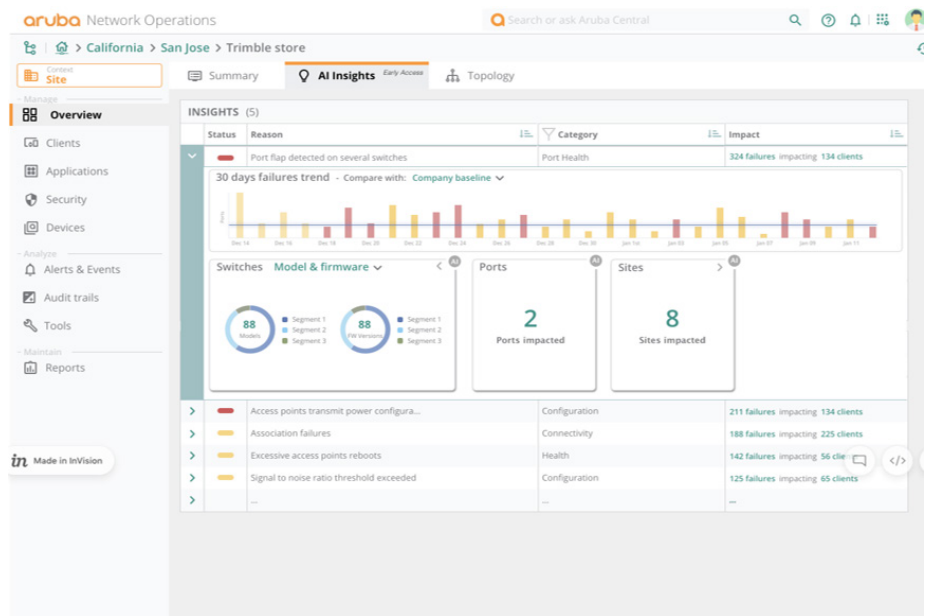 aruba Network Operations
Search or ask Aruba Central
California > San Jose > Trimble store
Context
Site
Summary
AI Insights Early Access
Topology
Manage
Overview
Clients
Applications
Security
Devices
Analyze
Alerts & Events
Audit trails
Tools
Maintain
Reports
in Made in InVision
INSIGHTS (5)
Status Reason Category Impact
Port flap detected on several switches Port Health 324 failures impacting 134 clients
30 days failures trend - Compare with: Company baseline
Ports
Dec 14 Dec 16 Dec 18 Dec 20 Dec 22 Dec 24 Dec 26 Dec 28 Dec 30 Jan 1st Jan 03 Jan 05 Jan 07 Jan 09 Jan 11
Switches Model & firmware
AI
88
Models
Segment 1
Segment 2
Segment 3
88
FW Versions
Segment 1
Segment 2
Segment 3
Ports
AI
2
Ports impacted
Sites
AI
8
Sites impacted
Access points transmit power configura... Configuration 211 failures impacting 134 clients
Association failures Connectivity 188 failures impacting 225 clients
Excessive access points reboots Health 142 failures impacting 56
Signal to noise ratio threshold exceeded Configuration 125 failures impacting 65 clients
... ... ...